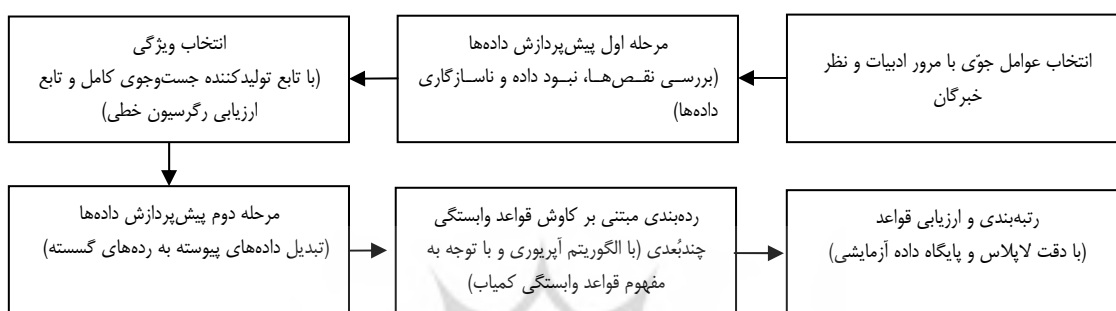 انتخاب عوامل جوّی با مرور ادبیات و نظر
خبرگان
مرحله اول پیش‌پردازش داده‌ها
(بررسـی نقـص‌هـا، نبـود داده و ناسـازگاری
داده‌ها)
انتخاب ویژگی
(با تابع تولیدکننده جست‌وجوی کامل و تابع
ارزیابی رگرسیون خطی)
مرحله دوم پیش‌پردازش داده‌ها
(تبدیل داده‌های پیوسته به رده‌های گسسته)
رده‌بندی مبتنی بر کاوش قواعد وابستگی
چندبُعدی (با الگوریتم آپریوری و با توجه به
مفهوم قواعد وابستگی کمیاب)
رتبه‌بندی و ارزیابی قواعد
(با دقت لاپلاس و پایگاه داده آزمایشی)